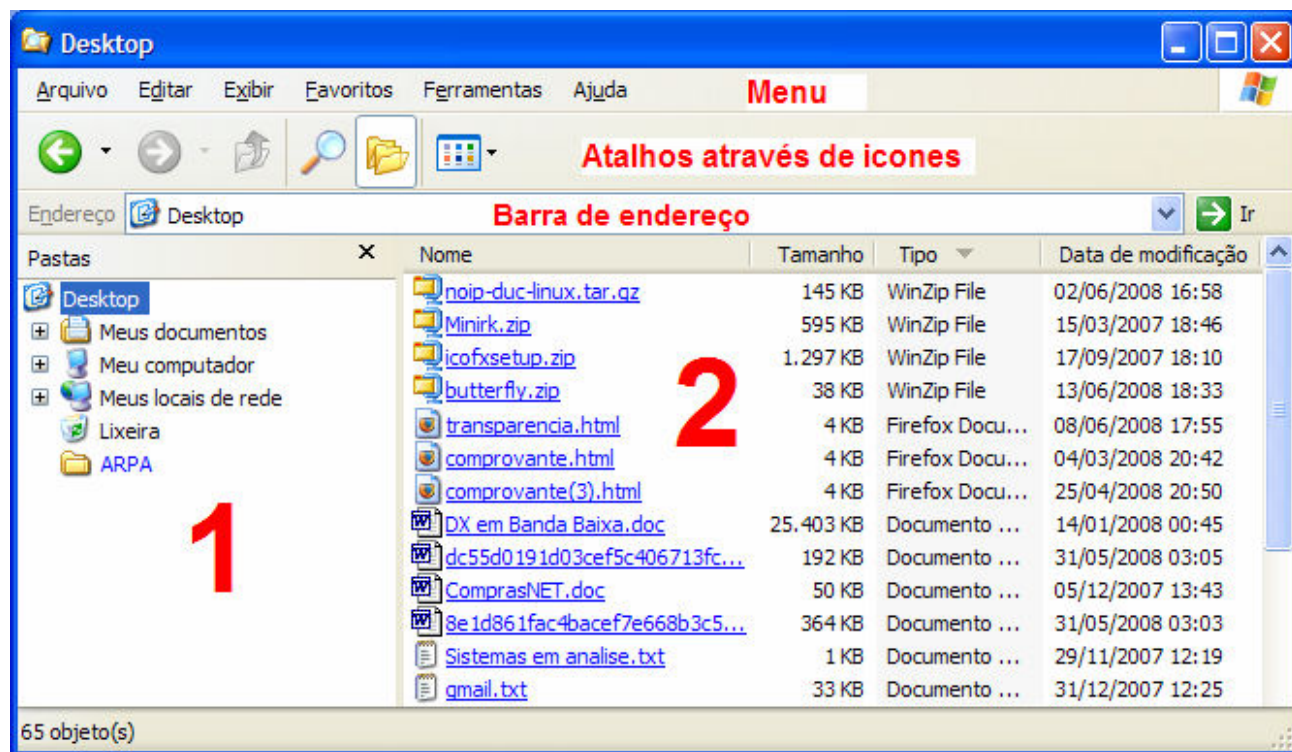 Desktop
Arquivo Editar Exibir Favoritos Ferramentas Ajuda Menu
Atalhos através de icones
Endereço Desktop Barra de endereço Ir
Pastas X Nome Tamanho Tipo Data de modificação
Desktop
Meus documentos
Meu computador
Meus locais de rede
Lixeira
ARPA
1
noip-duc-linux.tar.gz 145 KB WinZip File 02/06/2008 16:58
Minirk.zip 595 KB WinZip File 15/03/2007 18:46
icofxsetup.zip 1.297 KB WinZip File 17/09/2007 18:10
butterfly.zip 38 KB WinZip File 13/06/2008 18:33
transparencia.html 4 KB Firefox Docu... 08/06/2008 17:55
comprovante.html 4 KB Firefox Docu... 04/03/2008 20:42
comprovante(3).html 4 KB Firefox Docu... 25/04/2008 20:50
DX em Banda Baixa.doc 25.403 KB Documento ... 14/01/2008 00:45
dc55d0191d03cef5c406713fc... 192 KB Documento ... 31/05/2008 03:05
ComprasNET.doc 50 KB Documento ... 05/12/2007 13:43
8e1d861fac4bacef7e668b3c5... 364 KB Documento ... 31/05/2008 03:03
Sistemas em analise.txt 1 KB Documento ... 29/11/2007 12:19
gmail.txt 33 KB Documento ... 31/12/2007 12:25
2
65 objeto(s)